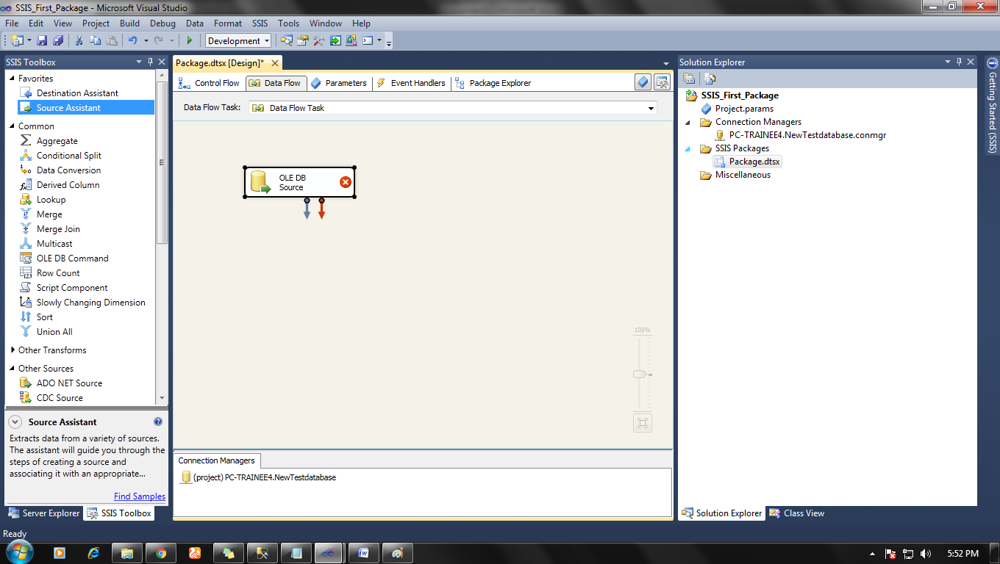 SSIS_First_Package - Microsoft Visual Studio
File Edit View Project Build Debug Data Format SSIS Tools Window Help
Development
SSIS Toolbox
Favorites
Destination Assistant
Source Assistant
Common
Aggregate
Conditional Split
Data Conversion
Derived Column
Lookup
Merge
Merge Join
Multicast
OLE DB Command
Row Count
Script Component
Slowly Changing Dimension
Sort
Union All
Other Transforms
Other Sources
ADO NET Source
CDC Source
Source Assistant
Extracts data from a variety of sources.
The assistant will guide you through the
steps of creating a source and
associating it with an appropriate...
Find Samples
Server Explorer SSIS Toolbox
Package.dtsx [Design]*
Control Flow Data Flow Parameters Event Handlers Package Explorer
Data Flow Task: Data Flow Task
OLE DB
Source
100%
Connection Managers
(project) PC-TRAINEE4.NewTestdatabase
Solution Explorer
SSIS_First_Package
Project.params
Connection Managers
PC-TRAINEE4.NewTestdatabase.conmgr
SSIS Packages
Package.dtsx
Miscellaneous
Solution Explorer Class View
Getting Started (SSIS)
Ready
5:52 PM